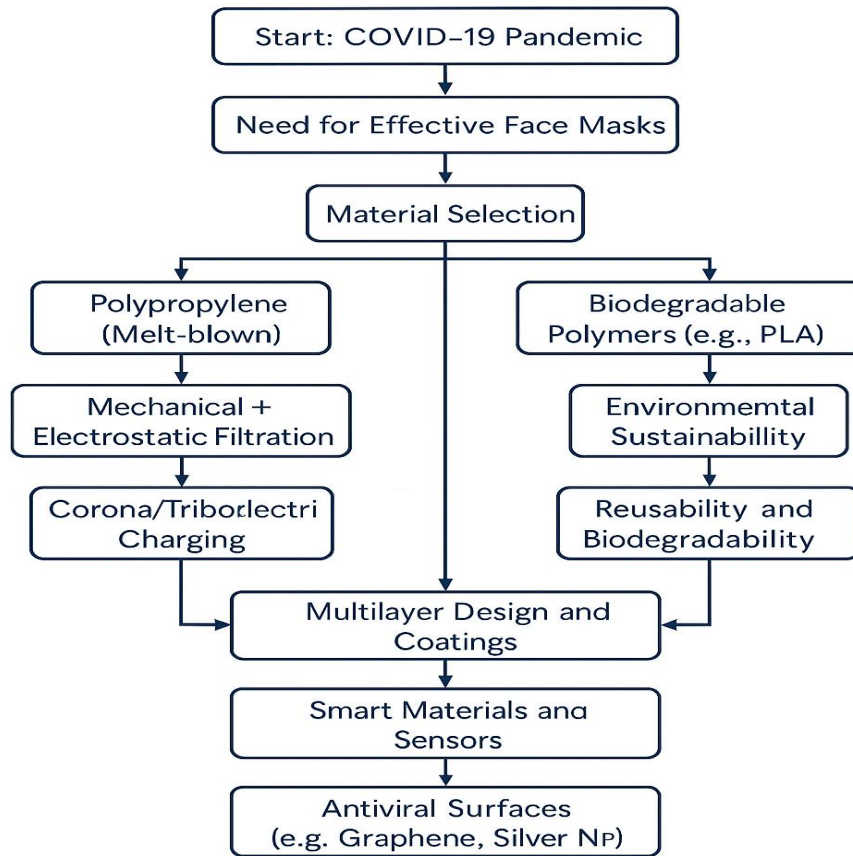 Start: COVID–19 Pandemic
Need for Effective Face Masks
Material Selection
Polypropylene
(Melt-blown)
Biodegradable
Polymers (e.g., PLA)
Mechanical +
Electrostatic Filtration
Environmemtal
Sustainabillity
Corona/Triboelectri
Charging
Reusability and
Biodegradability
Multilayer Design and
Coatings
Smart Materials and
Sensors
Antiviral Surfaces
(e.g. Graphene, Silver NP)